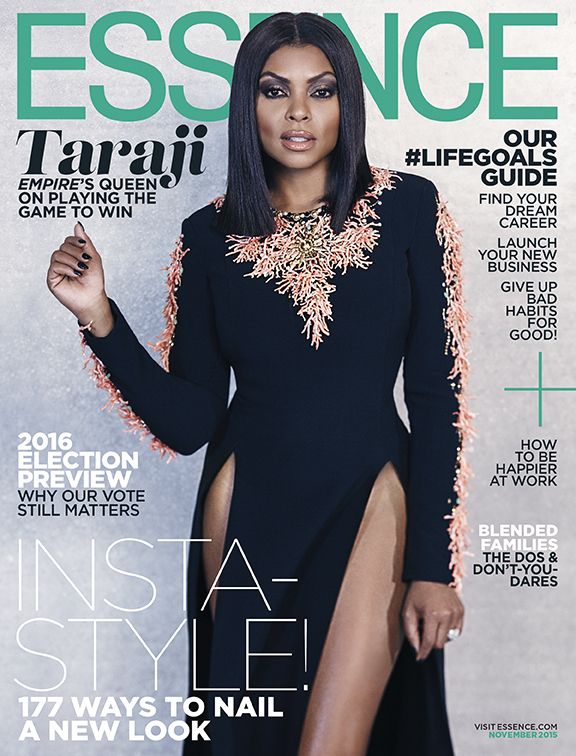 ESSENCE
Taraji
EMPIRE'S QUEEN
ON PLAYING THE
GAME TO WIN
OUR
#LIFEGOALS
GUIDE
FIND YOUR
DREAM
CAREER
LAUNCH
YOUR NEW
BUSINESS
GIVE UP
BAD
HABITS
FOR
GOOD!
+
HOW
TO BE
HAPPIER
AT WORK
2016
ELECTION
PREVIEW
WHY OUR VOTE
STILL MATTERS
BLENDED
FAMILIES
THE DOS &
DON'T-YOU-
DARES
INSTA-
STYLE!
177 WAYS TO NAIL
A NEW LOOK
VISIT ESSENCE.COM
NOVEMBER 2015